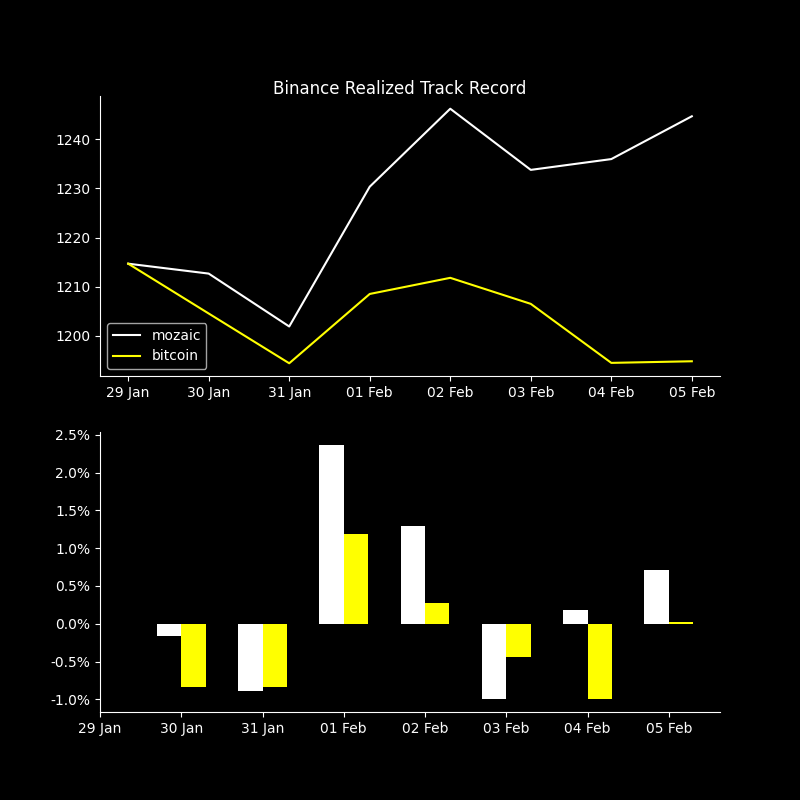 Binance Realized Track Record
1240
1230
1220
1210
1200
mozaic
bitcoin
29 Jan 30 Jan 31 Jan 01 Feb 02 Feb 03 Feb 04 Feb 05 Feb
2.5%
2.0%
1.5%
1.0%
0.5%
0.0%
-0.5%
-1.0%
29 Jan 30 Jan 31 Jan 01 Feb 02 Feb 03 Feb 04 Feb 05 Feb